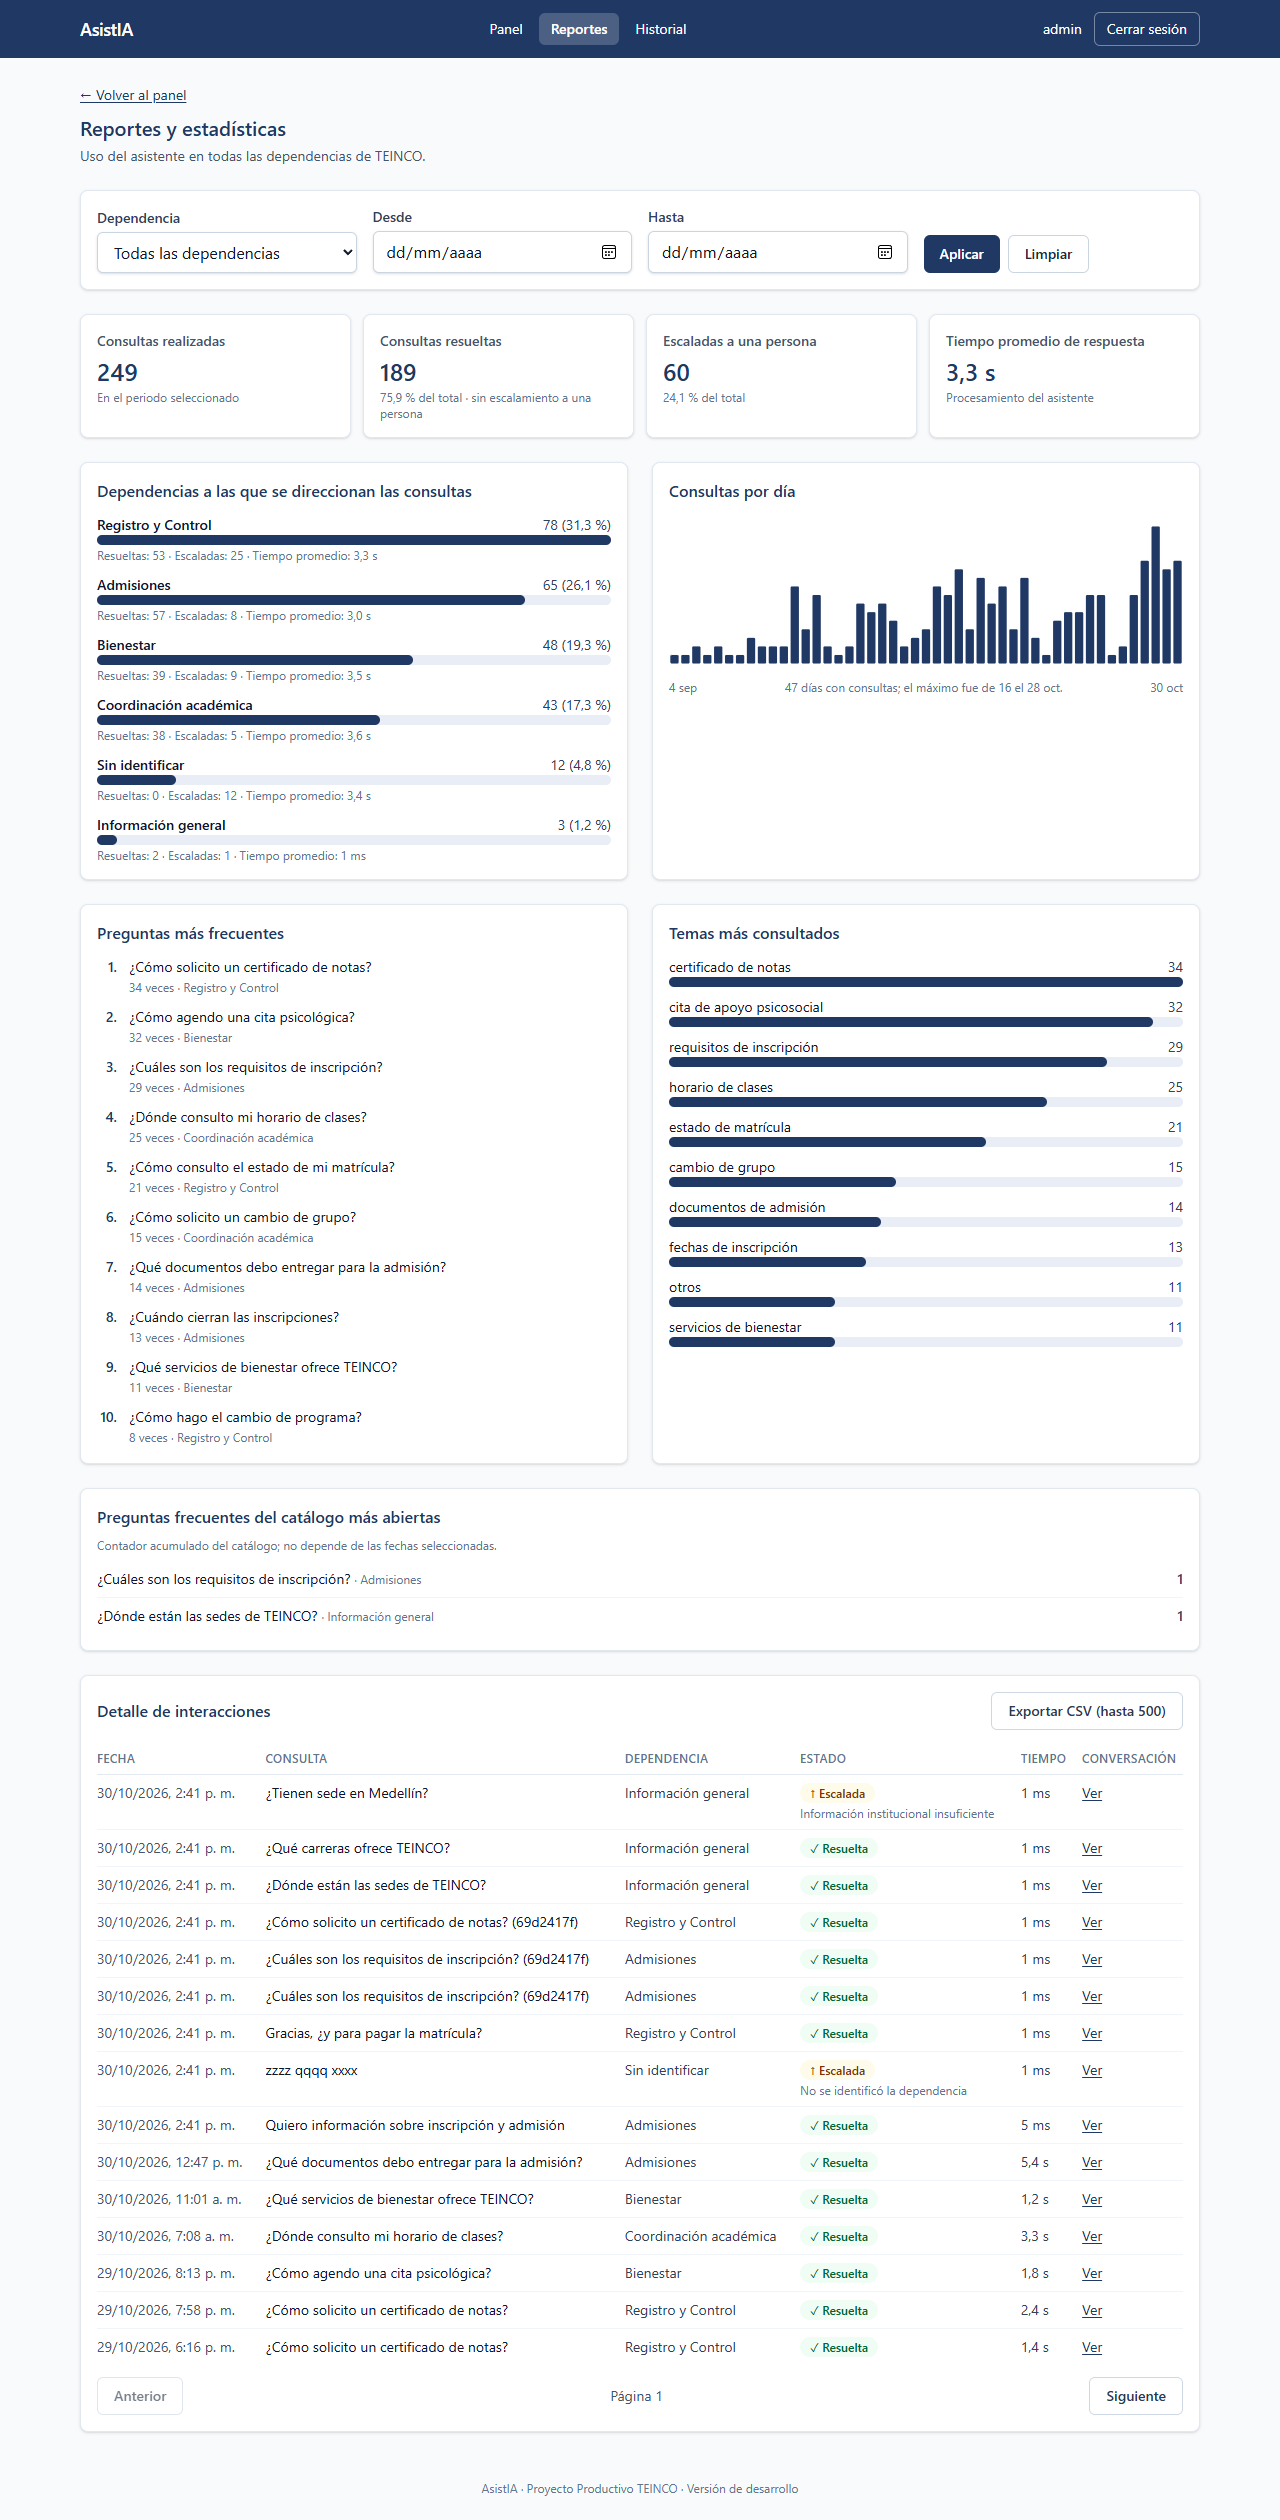 AsistIA
Panel
Reportes
Historial
admin
Cerrar sesión
← Volver al panel
Reportes y estadísticas
Uso del asistente en todas las dependencias de TEINCO.
Dependencia
Todas las dependencias
Desde
dd/mm/aaaa
Hasta
dd/mm/aaaa
Aplicar
Limpiar
Consultas realizadas
249
En el periodo seleccionado
Consultas resueltas
189
75,9 % del total · sin escalamiento a una
persona
Escaladas a una persona
60
24,1 % del total
Tiempo promedio de respuesta
3,3 s
Procesamiento del asistente
Dependencias a las que se direccionan las consultas
Registro y Control 78 (31,3 %)
Resueltas: 53 · Escaladas: 25 · Tiempo promedio: 3,3 s
Admisiones 65 (26,1 %)
Resueltas: 57 · Escaladas: 8 · Tiempo promedio: 3,0 s
Bienestar 48 (19,3 %)
Resueltas: 39 · Escaladas: 9 · Tiempo promedio: 3,5 s
Coordinación académica 43 (17,3 %)
Resueltas: 38 · Escaladas: 5 · Tiempo promedio: 3,6 s
Sin identificar 12 (4,8 %)
Resueltas: 0 · Escaladas: 12 · Tiempo promedio: 3,4 s
Información general 3 (1,2 %)
Resueltas: 2 · Escaladas: 1 · Tiempo promedio: 1 ms
Consultas por día
4 sep 47 días con consultas; el máximo fue de 16 el 28 oct. 30 oct
Preguntas más frecuentes
1. ¿Cómo solicito un certificado de notas?
34 veces · Registro y Control
2. ¿Cómo agendo una cita psicológica?
32 veces · Bienestar
3. ¿Cuáles son los requisitos de inscripción?
29 veces · Admisiones
4. ¿Dónde consulto mi horario de clases?
25 veces · Coordinación académica
5. ¿Cómo consulto el estado de mi matrícula?
21 veces · Registro y Control
6. ¿Cómo solicito un cambio de grupo?
15 veces · Coordinación académica
7. ¿Qué documentos debo entregar para la admisión?
14 veces · Admisiones
8. ¿Cuándo cierran las inscripciones?
13 veces · Admisiones
9. ¿Qué servicios de bienestar ofrece TEINCO?
11 veces · Bienestar
10. ¿Cómo hago el cambio de programa?
8 veces · Registro y Control
Temas más consultados
certificado de notas 34
cita de apoyo psicosocial 32
requisitos de inscripción 29
horario de clases 25
estado de matrícula 21
cambio de grupo 15
documentos de admisión 14
fechas de inscripción 13
otros 11
servicios de bienestar 11
Preguntas frecuentes del catálogo más abiertas
Contador acumulado del catálogo; no depende de las fechas seleccionadas.
¿Cuáles son los requisitos de inscripción? · Admisiones 1
¿Dónde están las sedes de TEINCO? · Información general 1
Detalle de interacciones
Exportar CSV (hasta 500)
FECHA CONSULTA DEPENDENCIA ESTADO TIEMPO CONVERSACIÓN
30/10/2026, 2:41 p. m. ¿Tienen sede en Medellín? Información general ↑ Escalada 1 ms Ver
Información institucional insuficiente
30/10/2026, 2:41 p. m. ¿Qué carreras ofrece TEINCO? Información general ✓ Resuelta 1 ms Ver
30/10/2026, 2:41 p. m. ¿Dónde están las sedes de TEINCO? Información general ✓ Resuelta 1 ms Ver
30/10/2026, 2:41 p. m. ¿Cómo solicito un certificado de notas? (69d2417f) Registro y Control ✓ Resuelta 1 ms Ver
30/10/2026, 2:41 p. m. ¿Cuáles son los requisitos de inscripción? (69d2417f) Admisiones ✓ Resuelta 1 ms Ver
30/10/2026, 2:41 p. m. ¿Cuáles son los requisitos de inscripción? (69d2417f) Admisiones ✓ Resuelta 1 ms Ver
30/10/2026, 2:41 p. m. Gracias, ¿y para pagar la matrícula? Registro y Control ✓ Resuelta 1 ms Ver
30/10/2026, 2:41 p. m. zzzz qqqq xxxx Sin identificar ↑ Escalada 1 ms Ver
No se identificó la dependencia
30/10/2026, 2:41 p. m. Quiero información sobre inscripción y admisión Admisiones ✓ Resuelta 5 ms Ver
30/10/2026, 12:47 p. m. ¿Qué documentos debo entregar para la admisión? Admisiones ✓ Resuelta 5,4 s Ver
30/10/2026, 11:01 a. m. ¿Qué servicios de bienestar ofrece TEINCO? Bienestar ✓ Resuelta 1,2 s Ver
30/10/2026, 7:08 a. m. ¿Dónde consulto mi horario de clases? Coordinación académica ✓ Resuelta 3,3 s Ver
29/10/2026, 8:13 p. m. ¿Cómo agendo una cita psicológica? Bienestar ✓ Resuelta 1,8 s Ver
29/10/2026, 7:58 p. m. ¿Cómo solicito un certificado de notas? Registro y Control ✓ Resuelta 2,4 s Ver
29/10/2026, 6:16 p. m. ¿Cómo solicito un certificado de notas? Registro y Control ✓ Resuelta 1,4 s Ver
Anterior Página 1 Siguiente
AsistIA · Proyecto Productivo TEINCO · Versión de desarrollo